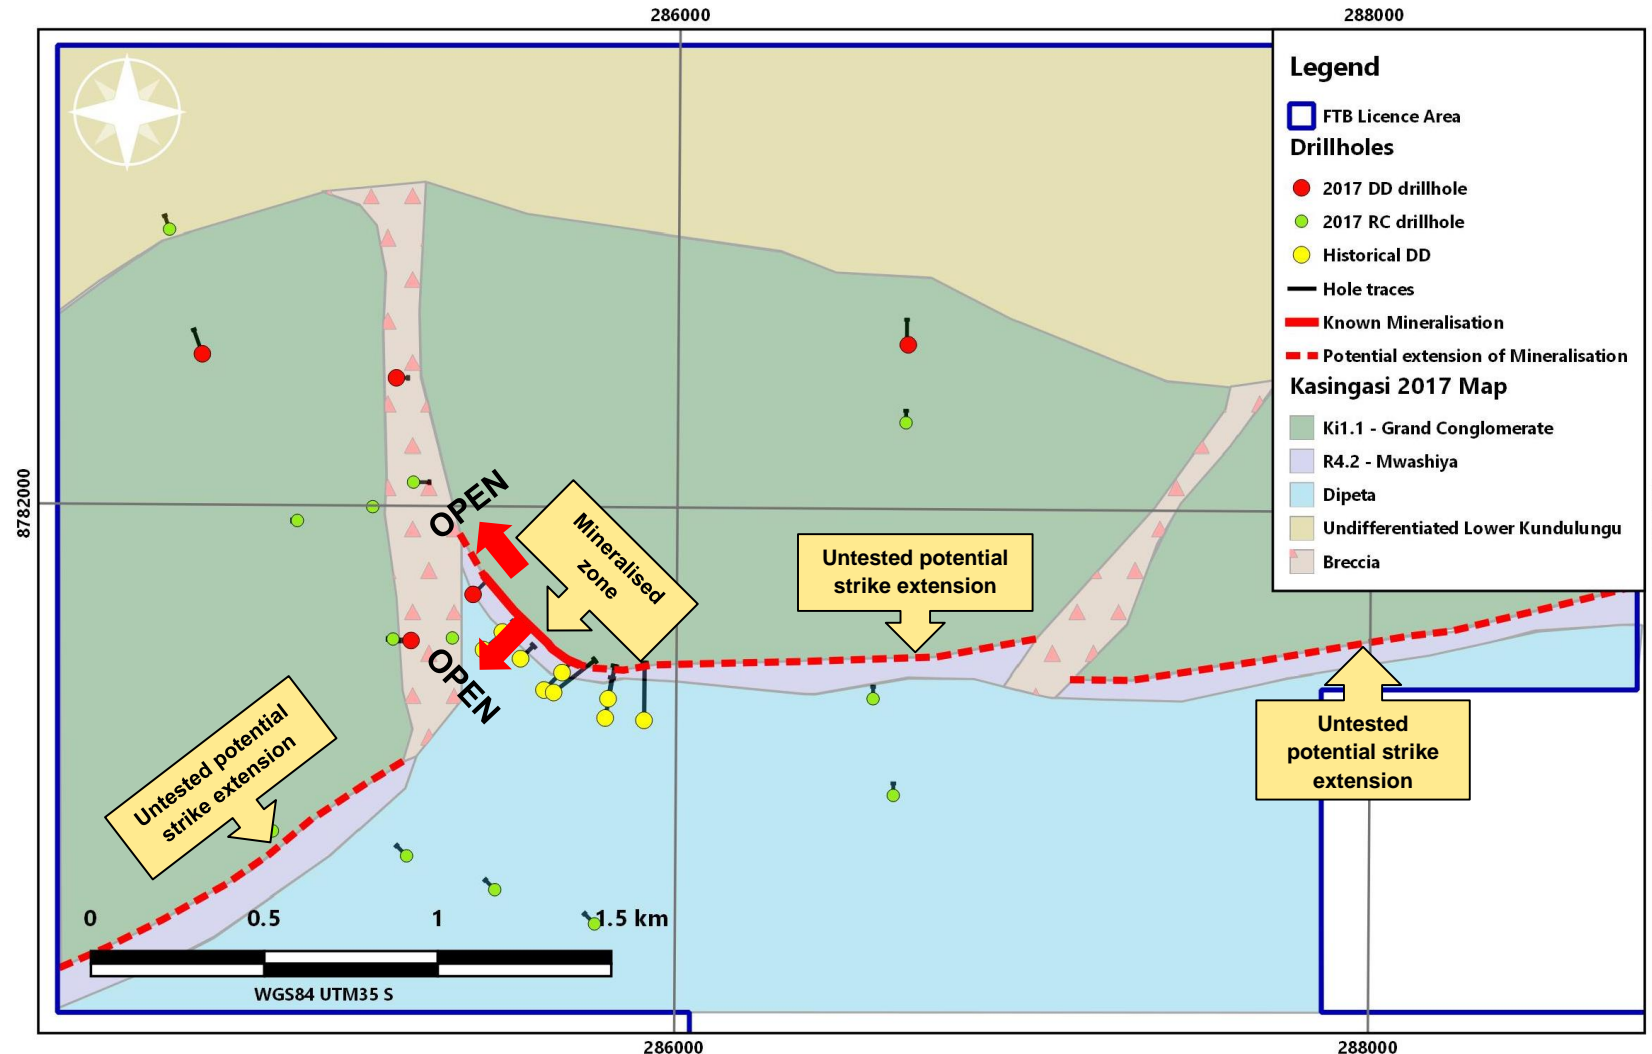 286000
288000
Legend
FTB Licence Area
Drillholes
2017 DD drillhole
2017 RC drillhole
Historical DD
Hole traces
Known Mineralisation
Potential extension of Mineralisation
Kasingasi 2017 Map
Ki1.1 - Grand Conglomerate
R4.2 - Mwashiya
Dipeta
Undifferentiated Lower Kundulungu
Breccia
8782000
OPEN
Mineralised
zone
Untested potential
strike extension
OPEN
Untested potential
strike extension
Untested
potential strike
extension
0 0.5 1 1.5 km
WGS84 UTM35 S
286000
288000